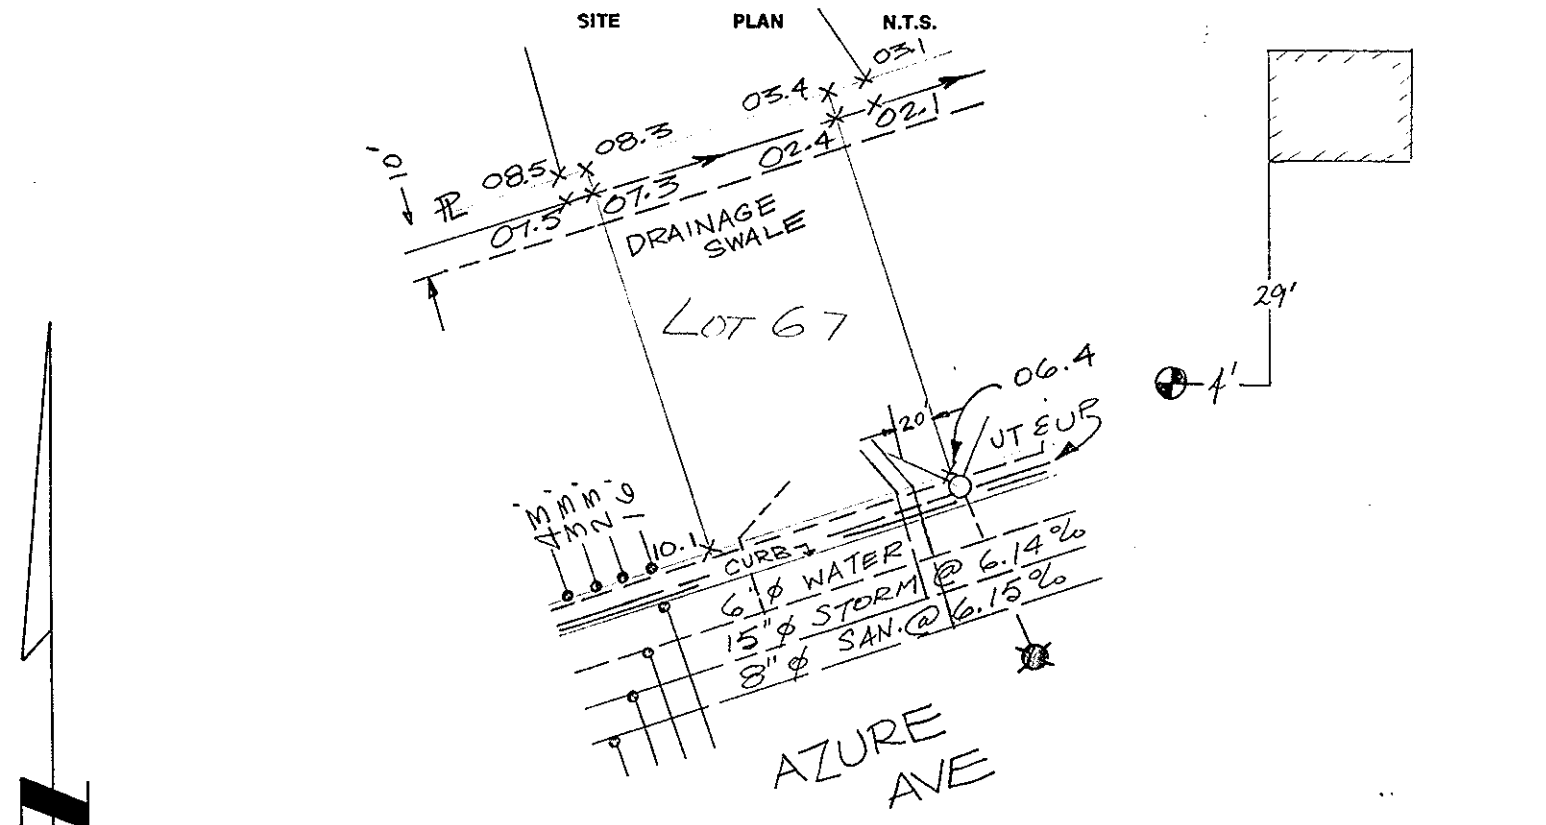 SITE PLAN N.T.S.
03.1
03.4
02.1
08.3
02.4
10'
08.5
PL
07.3
07.5
DRAINAGE
SWALE
LOT 67
29'
4'
06.4
20'
UT & UP
10.1
CURB
6"ø WATER
15"ø STORM @ 6.14%
8"ø SAN. @ 6.15%
AZURE
AVE